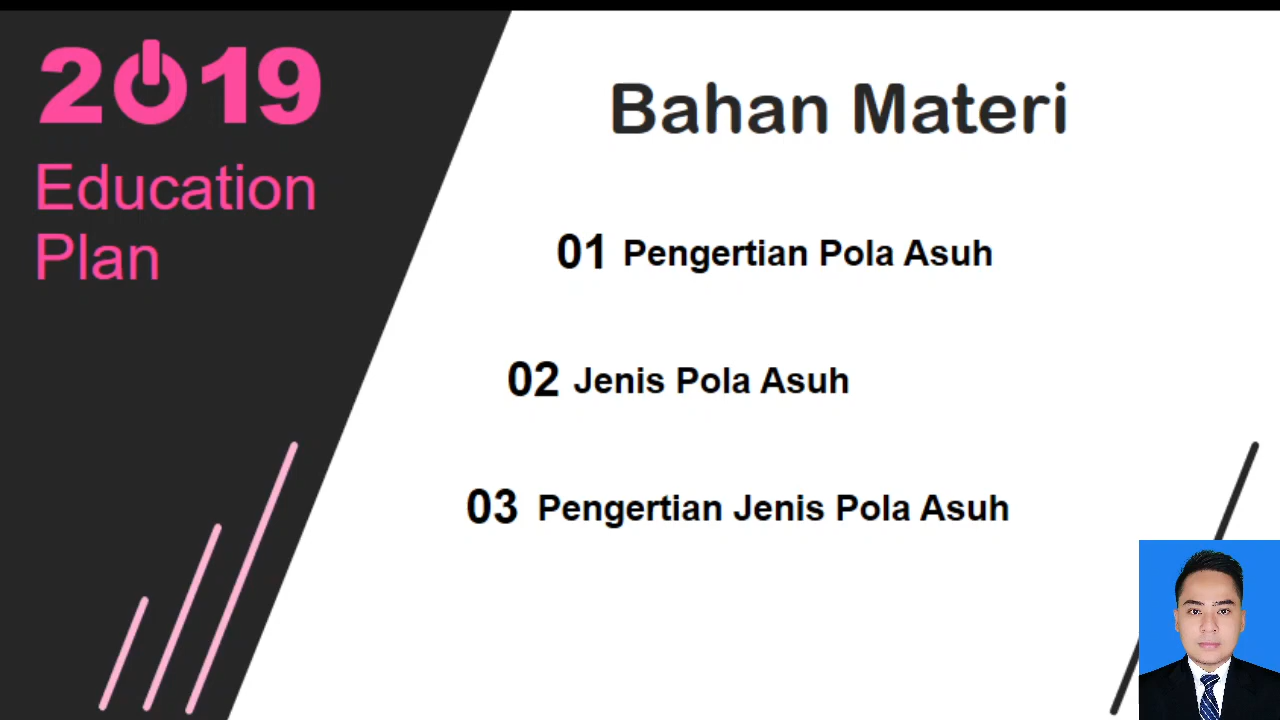 2019
Education
Plan
Bahan Materi
01 Pengertian Pola Asuh
02 Jenis Pola Asuh
03 Pengertian Jenis Pola Asuh